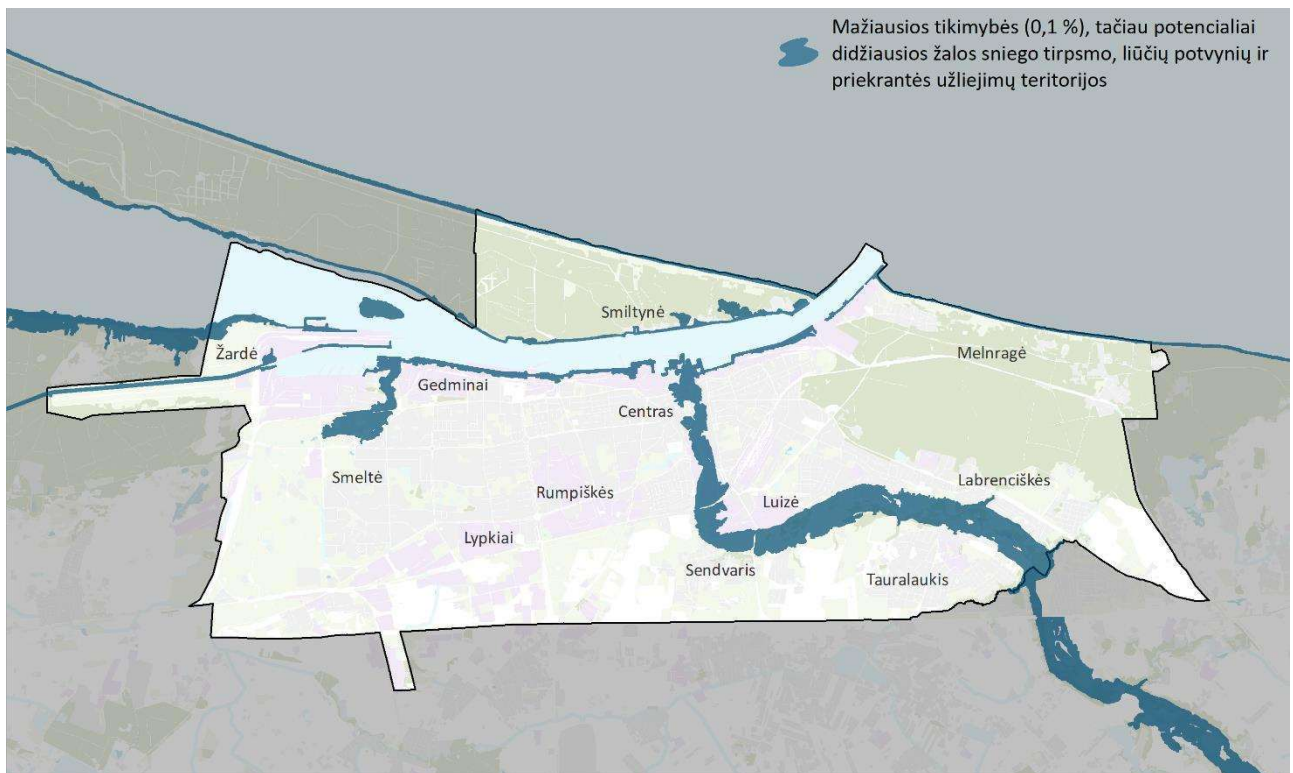 Mažiausios tikimybės (0,1 %), tačiau potencialiai
didžiausios žalos sniego tirpsmo, liūčių potvynių ir
priekrantės užliejimų teritorijos
Smiltynė
Žardė
Melnragė
Gedminai
Centras
Smeltė
Rumpiškės
Luizė
Labrenciškės
Lypkiai
Sendvaris
Tauralaukis